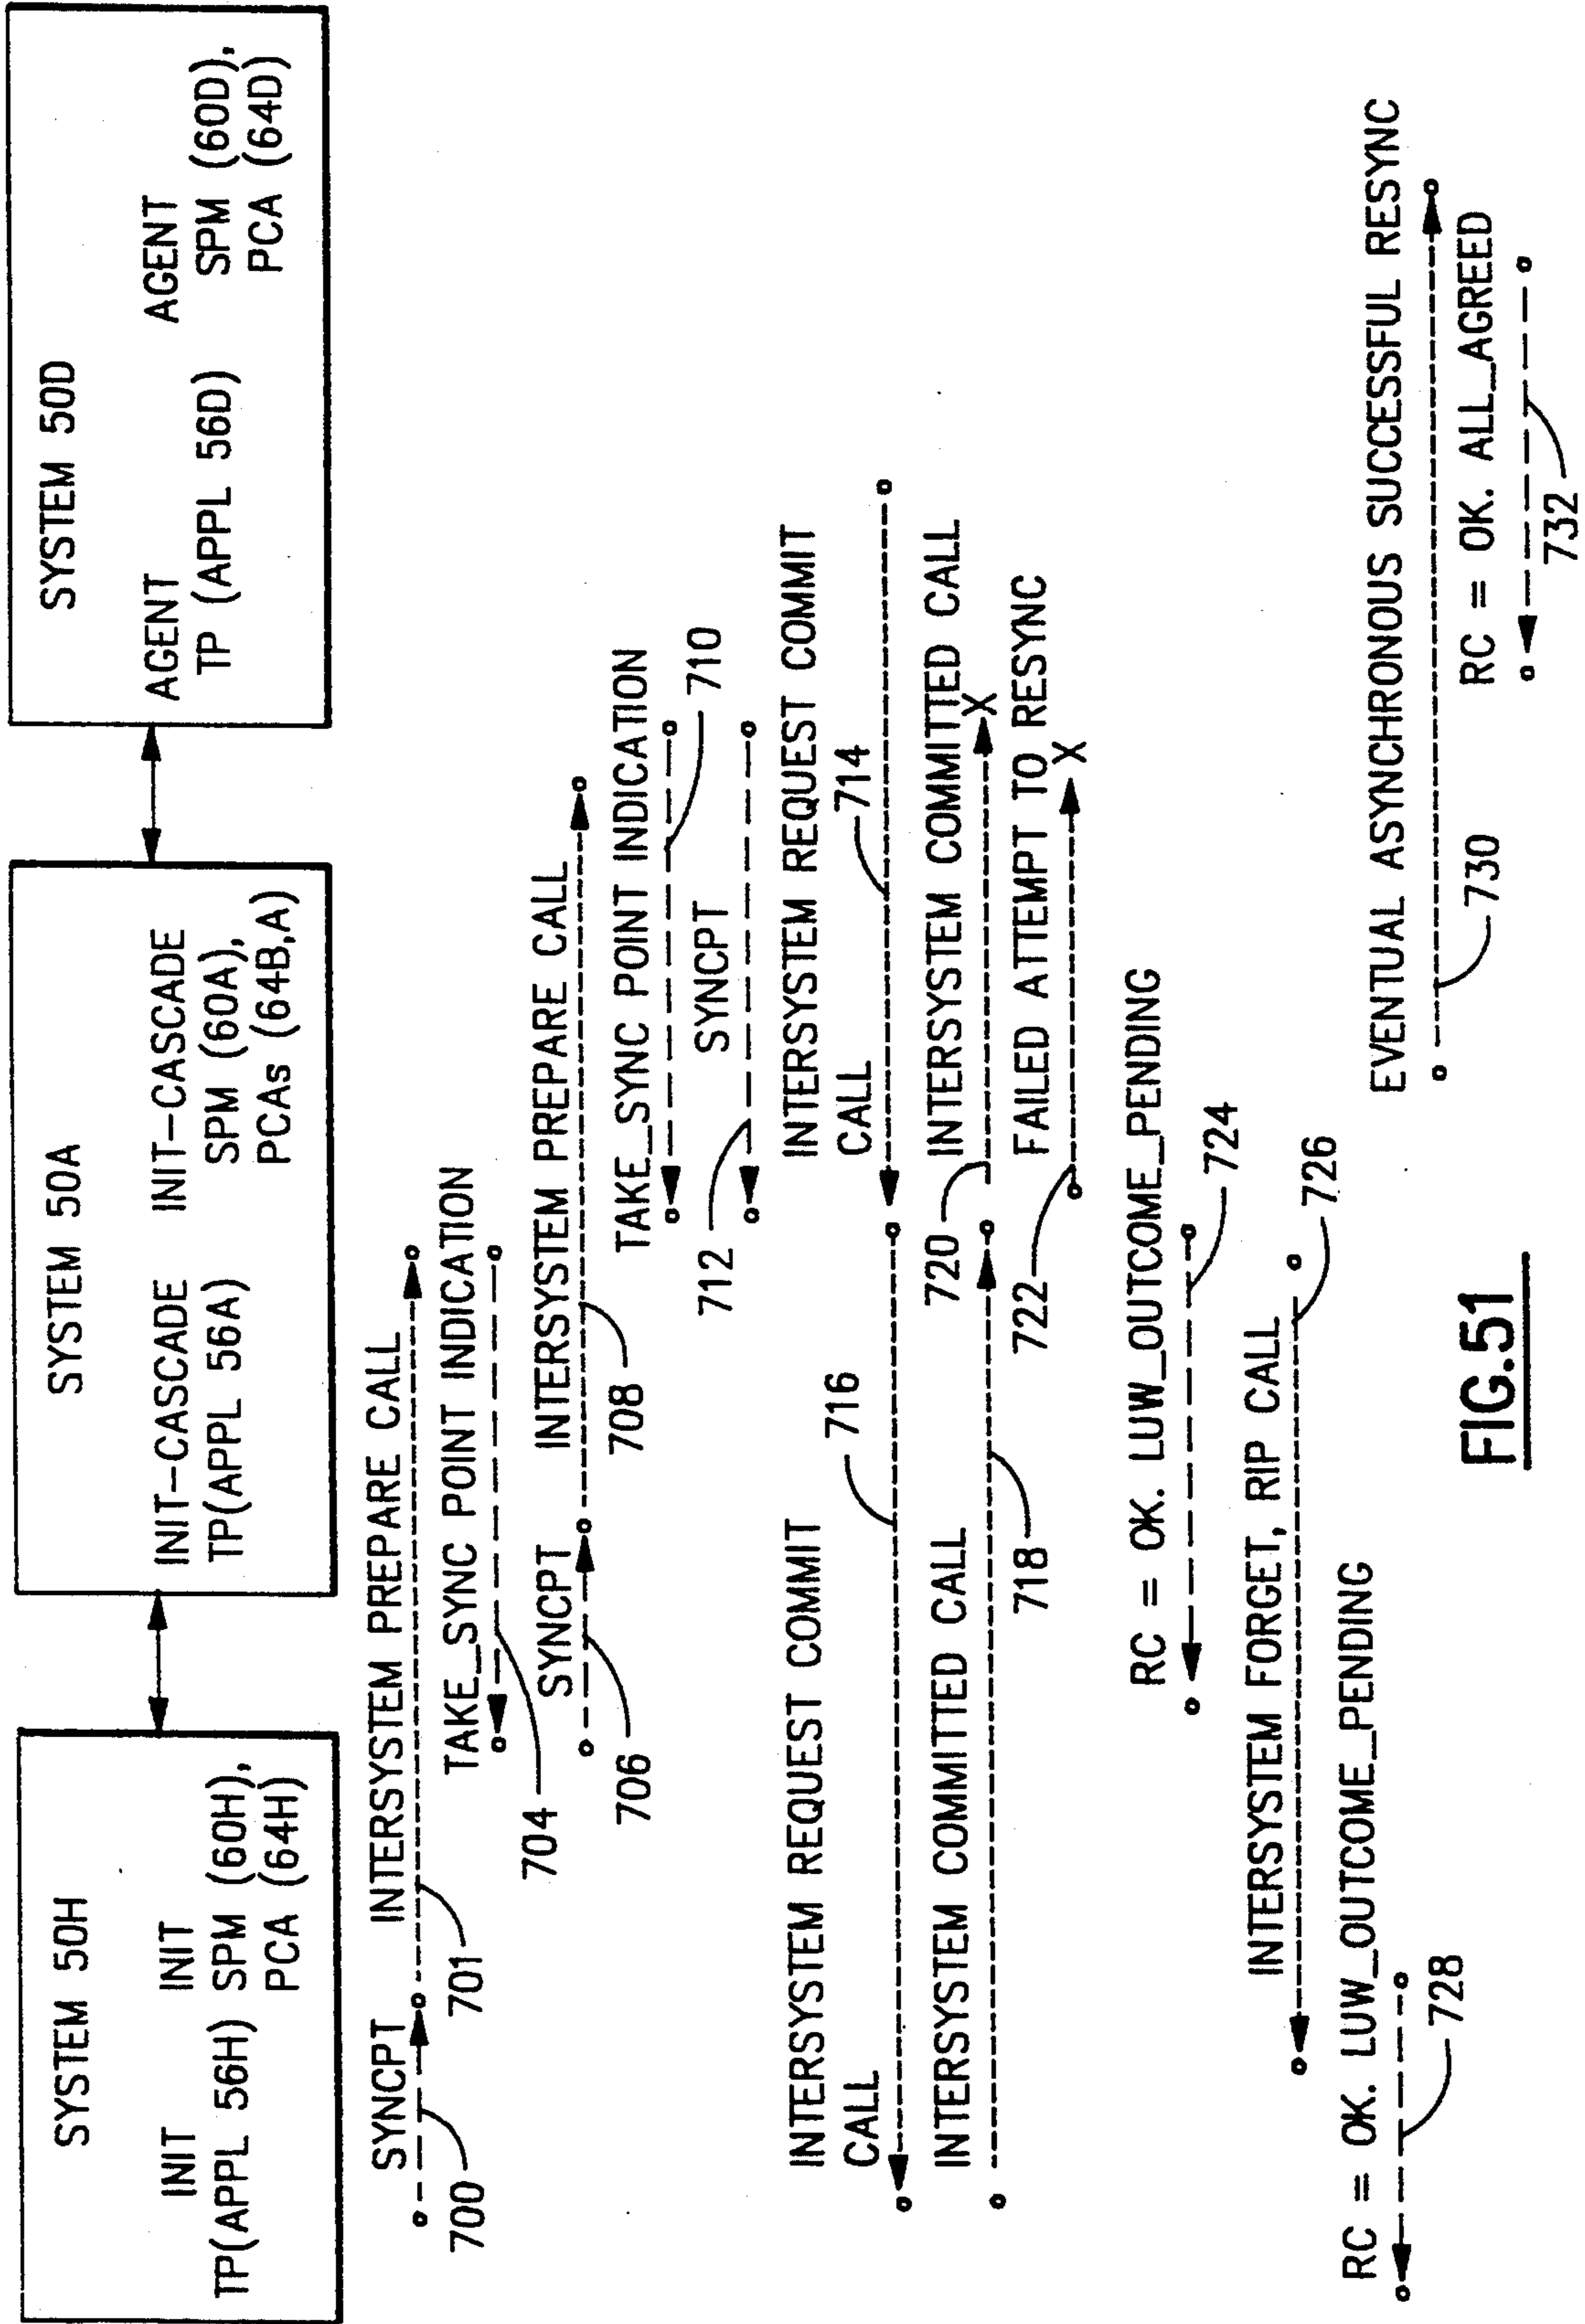 SYSTEM 50H
INIT INIT
TP(APPL 56H) SPM (60H),
PCA (64H)
SYSTEM 50A
INIT-CASCADE INIT-CASCADE
TP(APPL 56A) SPM (60A),
PCAs (64B,A)
SYSTEM 50D
AGENT AGENT
TP (APPL 56D) SPM (60D),
PCA (64D)
SYNCPT INTERSYSTEM PREPARE CALL
700
701
TAKE_SYNC POINT INDICATION
704
SYNCPT INTERSYSTEM PREPARE CALL
706
708
TAKE_SYNC POINT INDICATION
710
SYNCPT
712
INTERSYSTEM REQUEST COMMIT
CALL
714
INTERSYSTEM REQUEST COMMIT
CALL
716
INTERSYSTEM COMMITTED CALL
718
INTERSYSTEM COMMITTED CALL
X
720
FAILED ATTEMPT TO RESYNC
X
722
RC = OK. LUW_OUTCOME_PENDING
724
INTERSYSTEM FORGET, RIP CALL
726
RC = OK. LUW_OUTCOME_PENDING
728
EVENTUAL ASYNCHRONOUS SUCCESSFUL RESYNC
730
RC = OK. ALL_AGREED
732
FIG.51